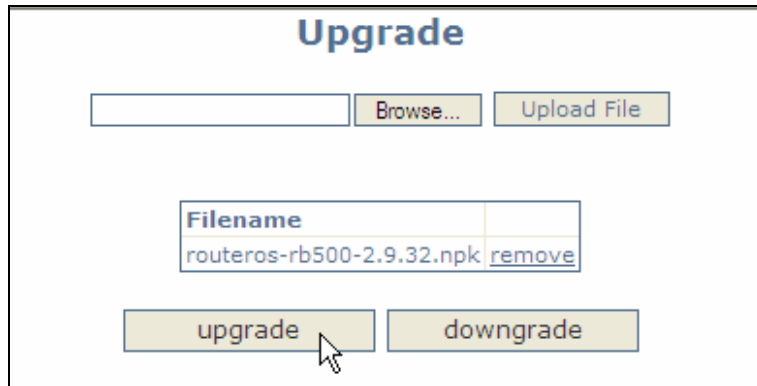 Upgrade
Browse... Upload File
Filename
routeros-rb500-2.9.32.npk remove
upgrade downgrade